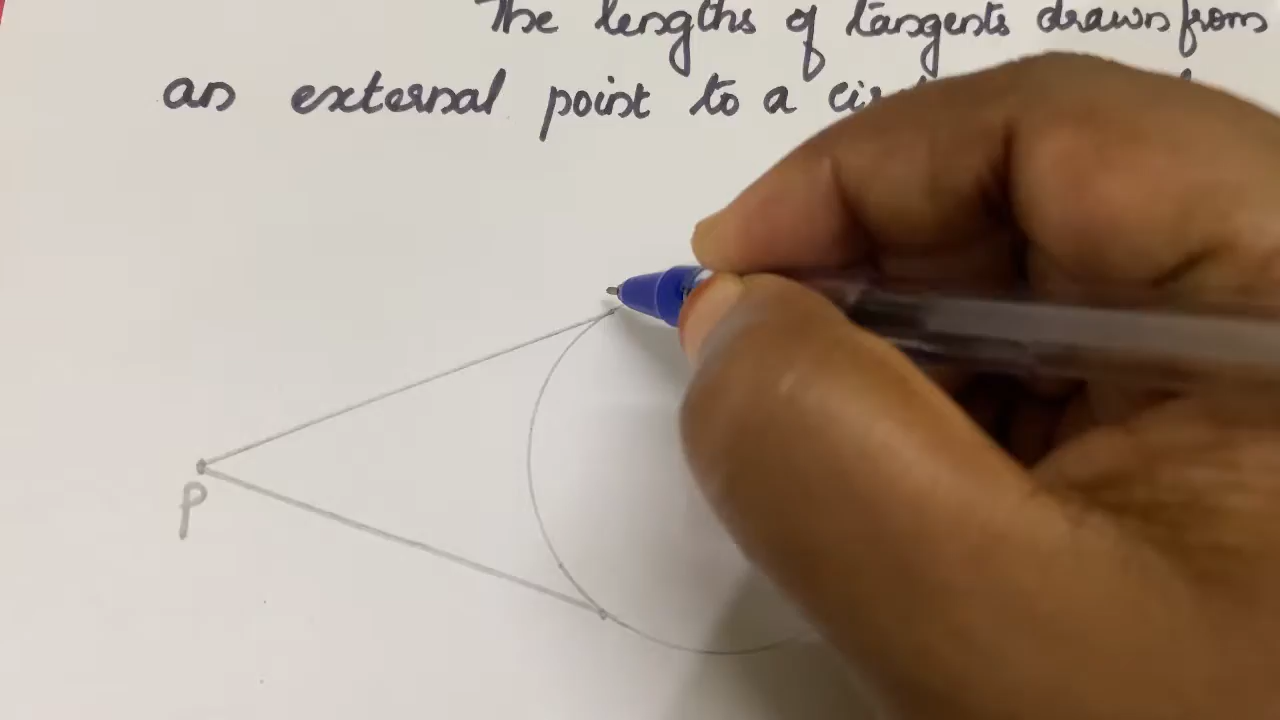 The lengths of tangents drawn from
an external point to a
P